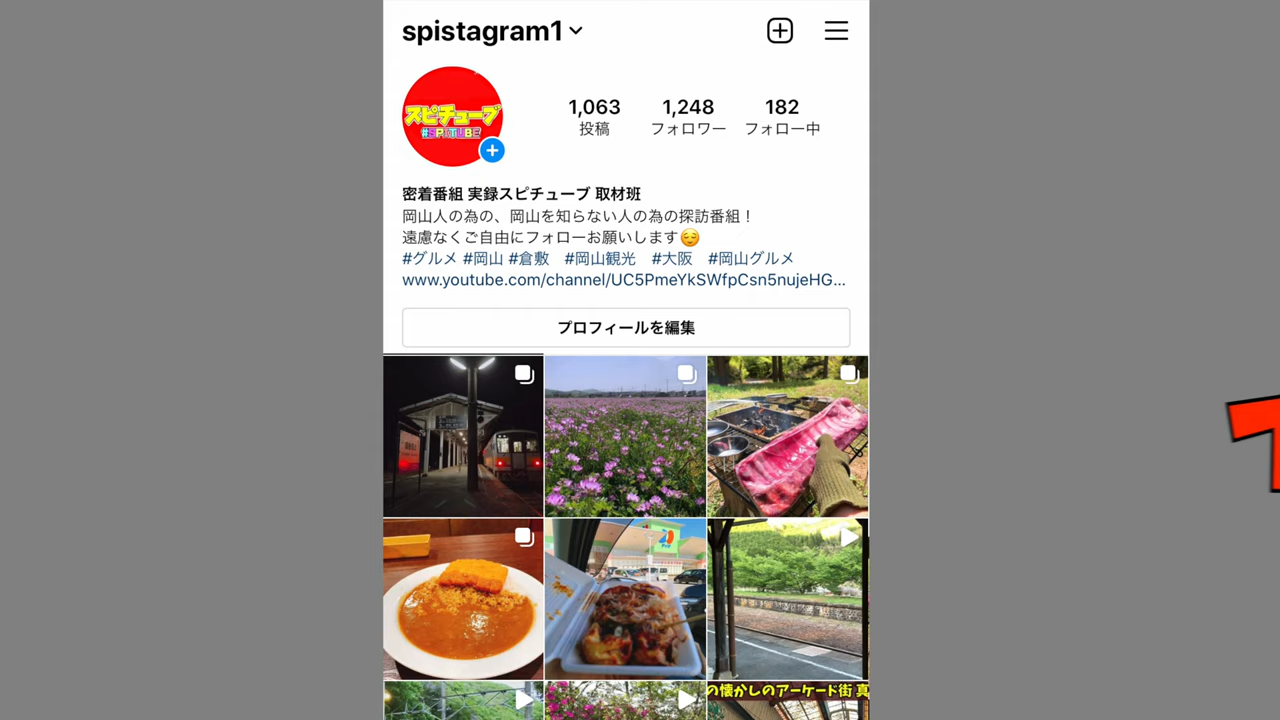 spistagram1
スピチューブ
#SPITUBE
1,063
投稿
1,248
フォロワー
182
フォロー中
密着番組 実録スピチューブ 取材班
岡山人の為の、岡山を知らない人の為の探訪番組！
遠慮なくご自由にフォローお願いします😌
#グルメ #岡山 #倉敷　#岡山観光　#大阪　#岡山グルメ
www.youtube.com/channel/UC5PmeYkSWfpCsn5nujeHG...
プロフィールを編集
の懐かしのアーケード街 真